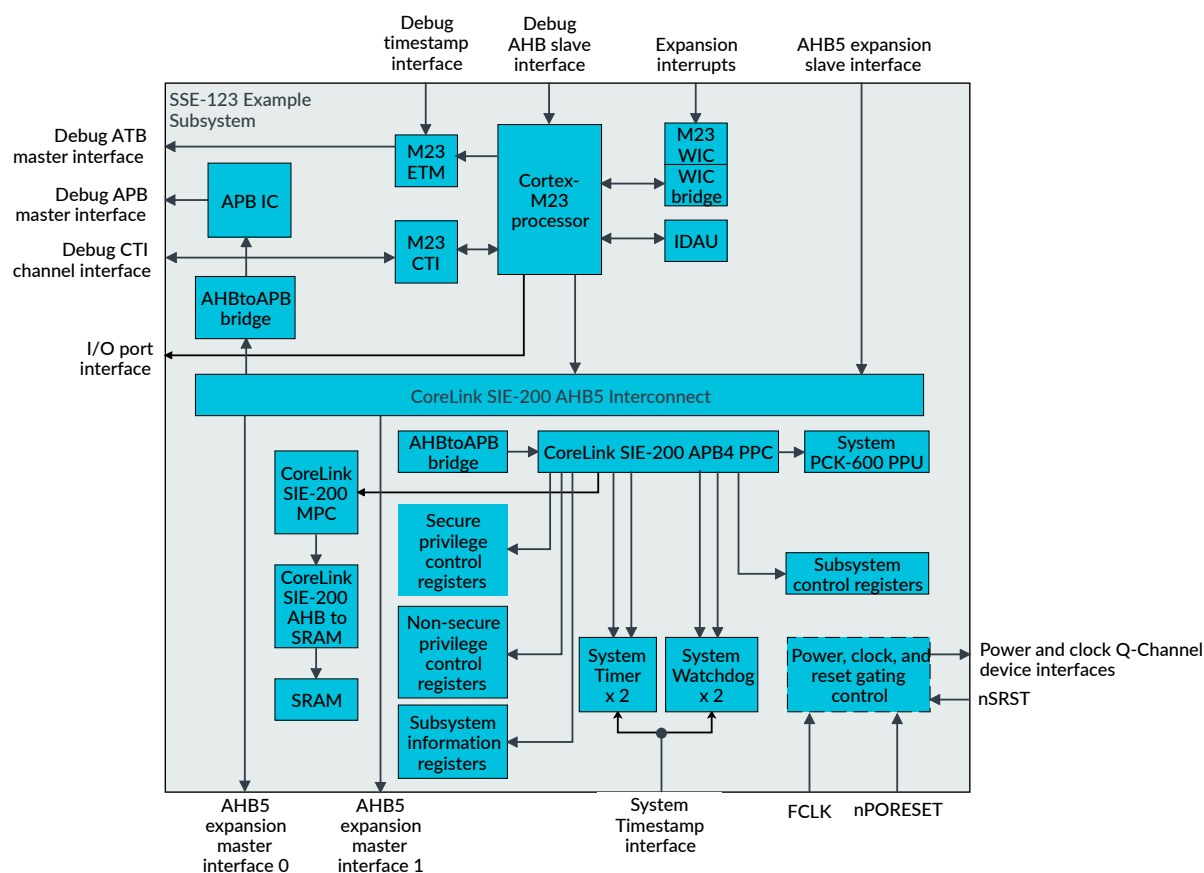 Debug
timestamp
interface
Debug
AHB slave
interface
Expansion
interrupts
AHB5 expansion
slave interface
SSE-123 Example
Subsystem
Debug ATB
master interface
Debug APB
master interface
Debug CTI
channel interface
I/O port
interface
M23
ETM
Cortex-
M23
processor
M23
WIC
WIC
bridge
APB IC
M23
CTI
IDAU
AHBtoAPB
bridge
CoreLink SIE-200 AHB5 Interconnect
AHBtoAPB
bridge
CoreLink SIE-200 APB4 PPC
System
PCK-600 PPU
CoreLink
SIE-200
MPC
Secure
privilege
control
registers
Subsystem
control registers
CoreLink
SIE-200
AHB to
SRAM
Non-secure
privilege
control
registers
System
Timer
x 2
System
Watchdog
x 2
Power, clock, and
reset gating
control
Power and clock Q-Channel
device interfaces
nSRST
SRAM
Subsystem
information
registers
AHB5
expansion
master
interface 0
AHB5
expansion
master
interface 1
System
Timestamp
interface
FCLK
nPORESET